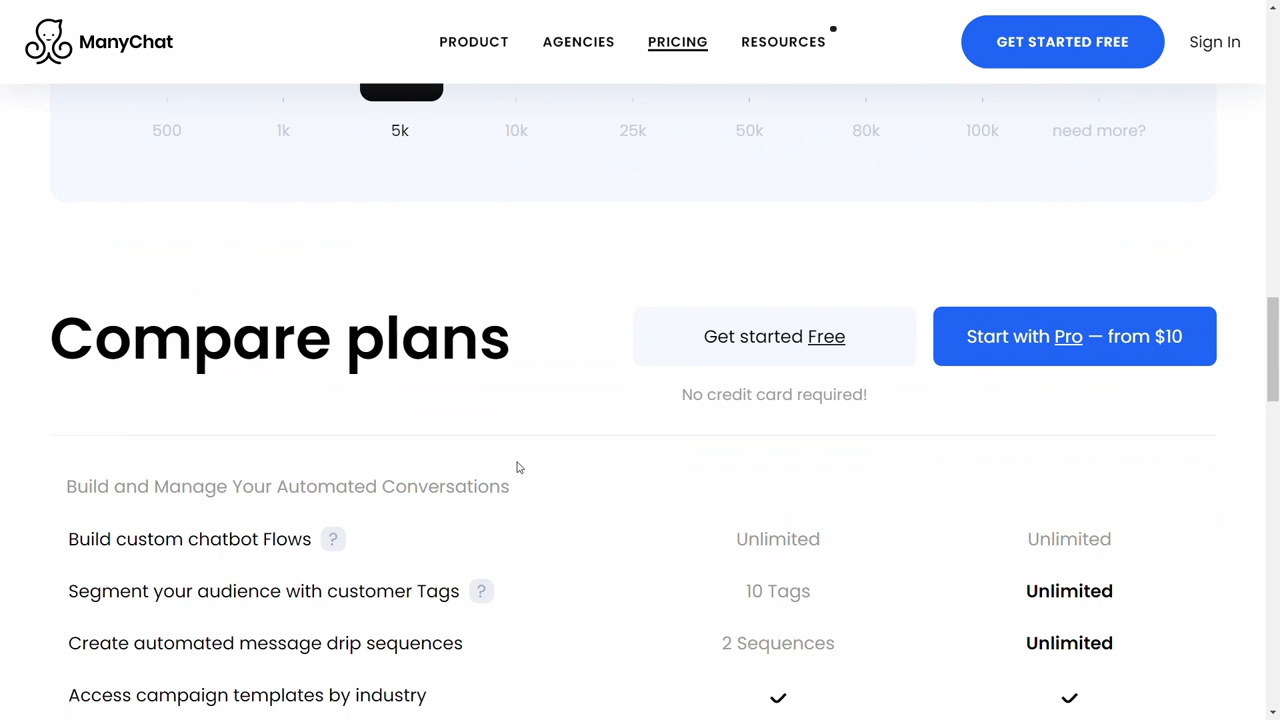 ManyChat
PRODUCT AGENCIES PRICING RESOURCES
GET STARTED FREE Sign In
500 1k 5k 10k 25k 50k 80k 100k need more?
Compare plans
Get started Free Start with Pro — from $10
No credit card required!
Build and Manage Your Automated Conversations
Build custom chatbot Flows ? Unlimited Unlimited
Segment your audience with customer Tags ? 10 Tags Unlimited
Create automated message drip sequences 2 Sequences Unlimited
Access campaign templates by industry